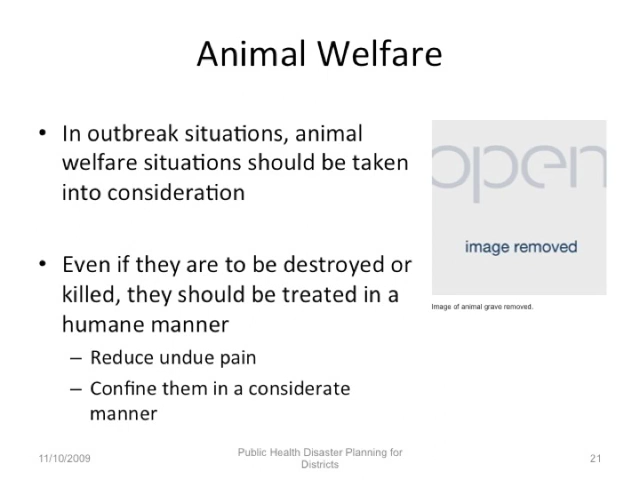 Animal Welfare
• In outbreak situations, animal
welfare situations should be taken
into consideration
• Even if they are to be destroyed or
killed, they should be treated in a
humane manner
– Reduce undue pain
– Confine them in a considerate
manner
open
image removed
Image of animal grave removed.
11/10/2009
Public Health Disaster Planning for
Districts
21